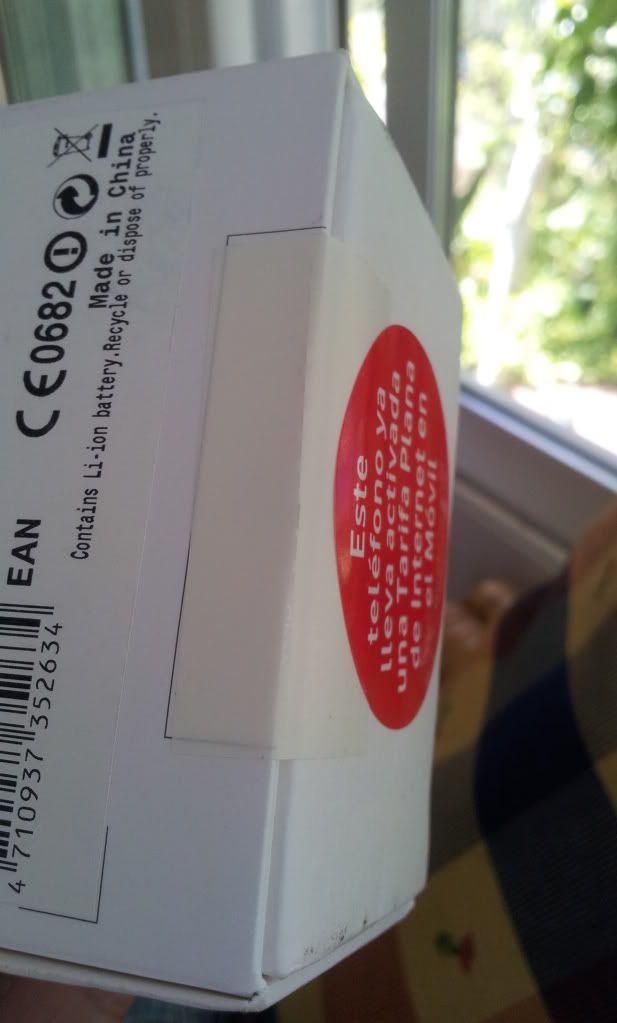 CE0682
Made in China
Contains Li-ion battery.Recycle or dispose of properly.
EAN
4 710937 352634
Este
teléfono ya
lleva activada
una Tarifa Plana
de Internet en
el Móvil